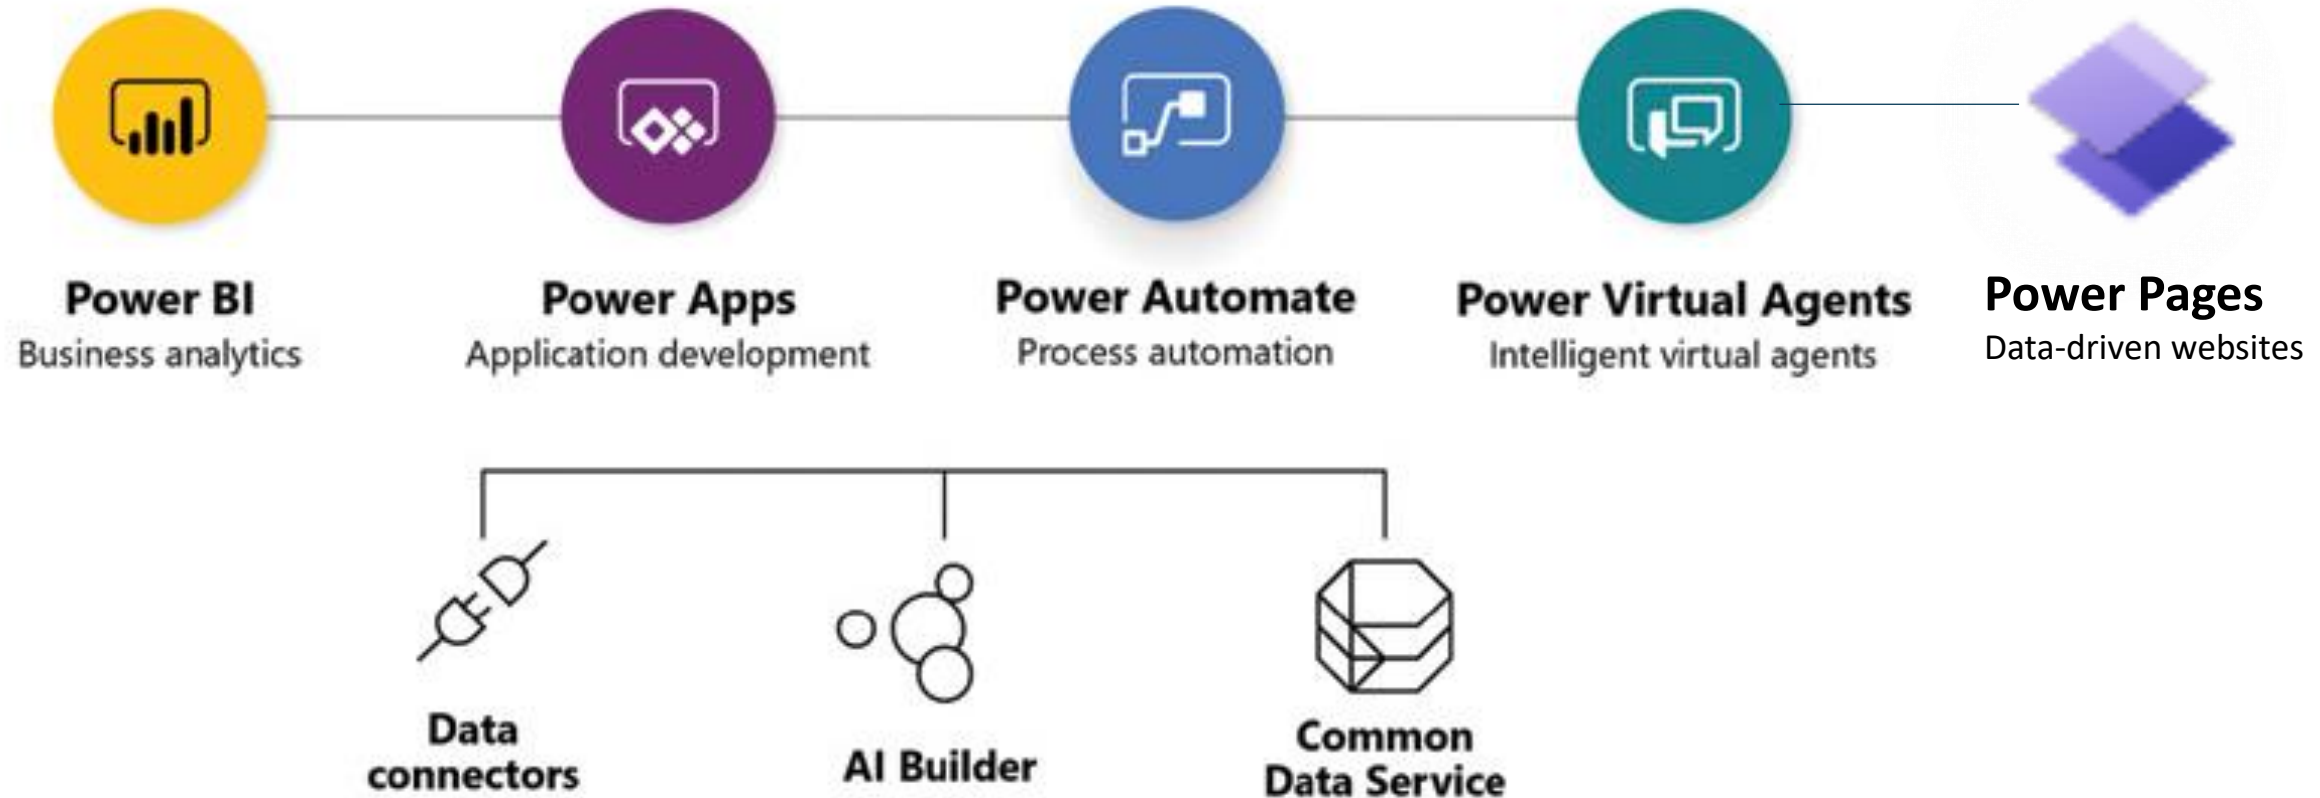 Power BI
Business analytics
Power Apps
Application development
Power Automate
Process automation
Power Virtual Agents
Intelligent virtual agents
Power Pages
Data-driven websites
Data
connectors
AI Builder
Common
Data Service